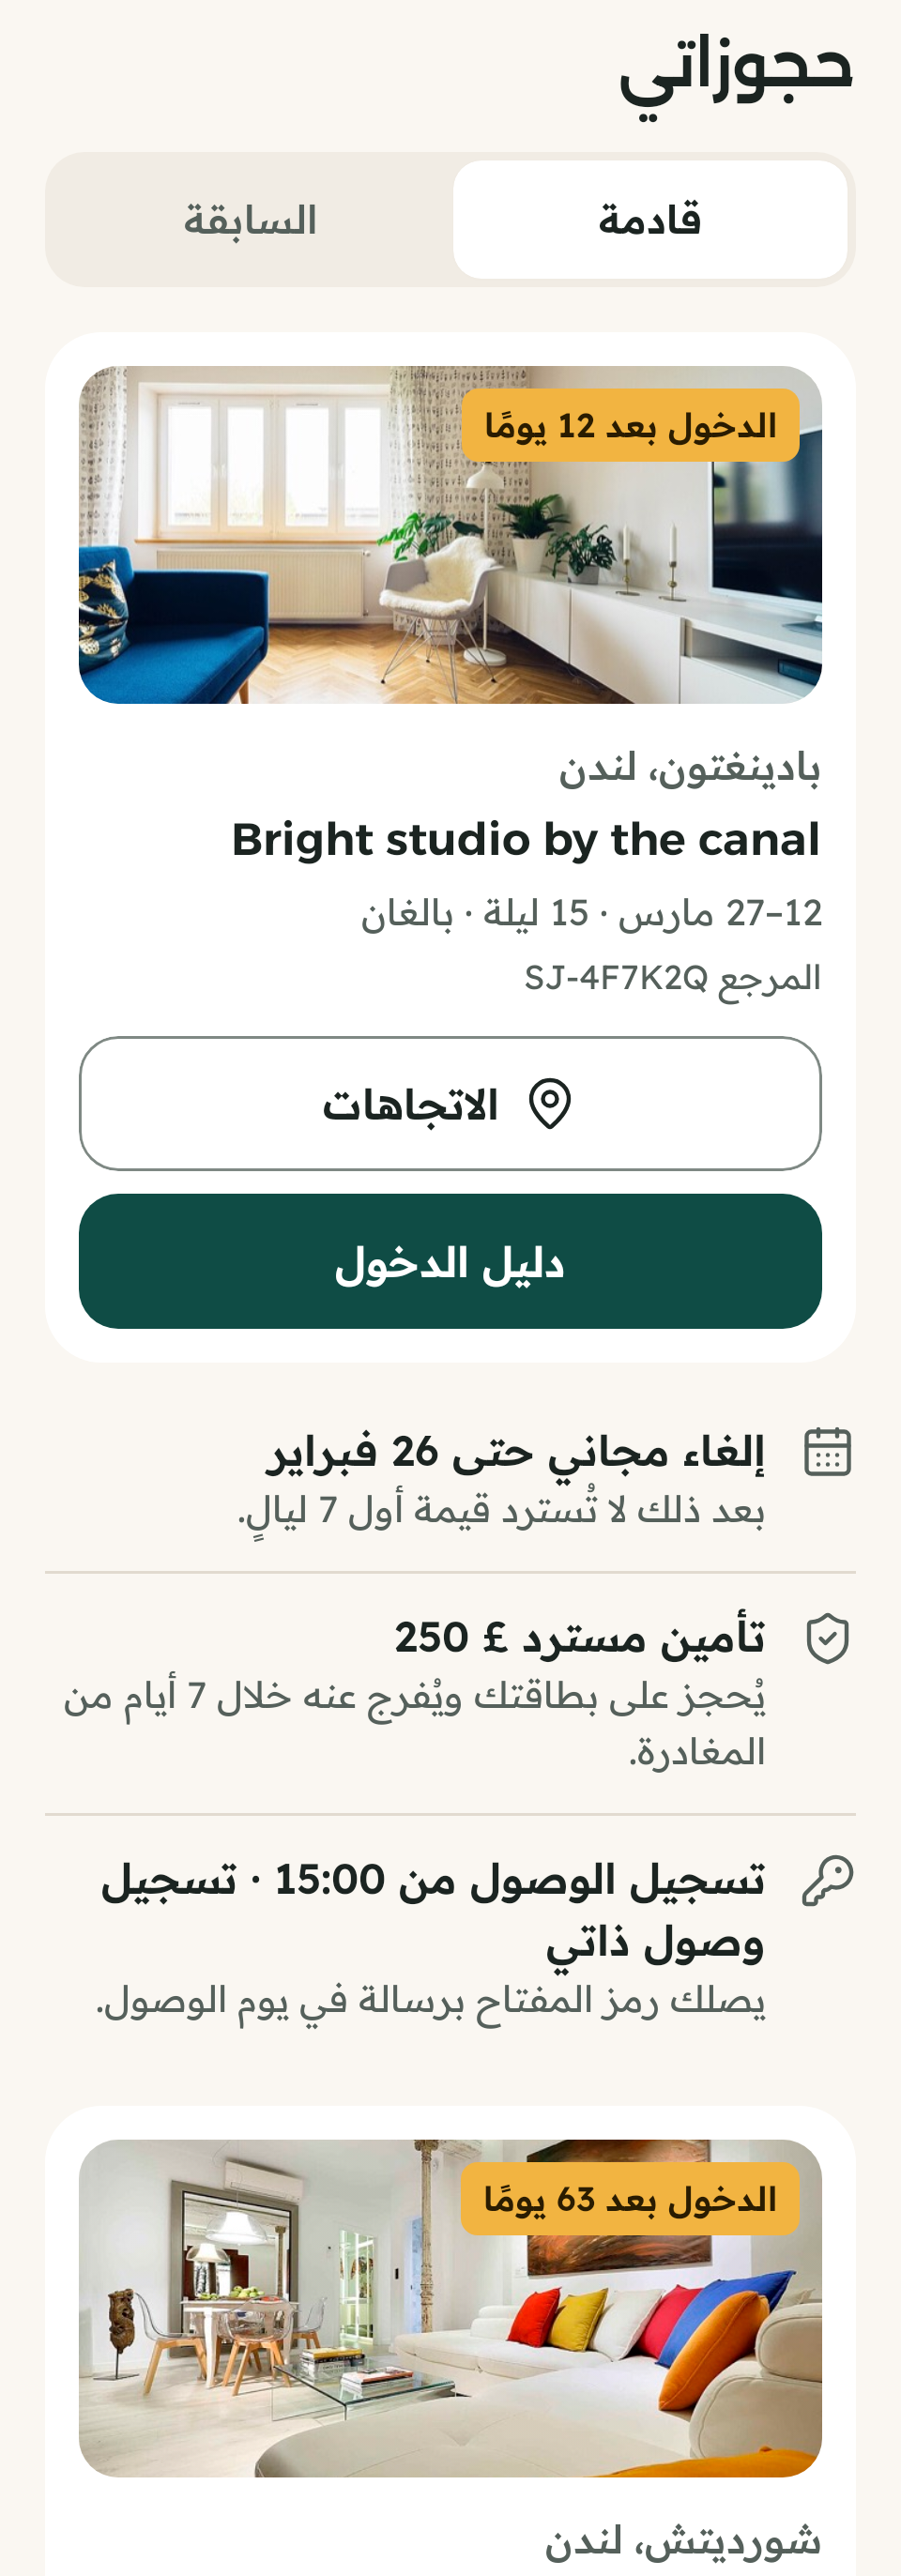 حجوزاتي
قادمة
السابقة
الدخول بعد 12 يومًا
بادينغتون، لندن
Bright studio by the canal
12–27 مارس · 15 ليلة · بالغان
المرجع SJ-4F7K2Q
الاتجاهات
دليل الدخول
إلغاء مجاني حتى 26 فبراير
بعد ذلك لا تُسترد قيمة أول 7 ليالٍ.
تأمين مسترد £ 250
يُحجز على بطاقتك ويُفرج عنه خلال 7 أيام من
المغادرة.
تسجيل الوصول من 15:00 · تسجيل
وصول ذاتي
يصلك رمز المفتاح برسالة في يوم الوصول.
الدخول بعد 63 يومًا
شورديتش، لندن